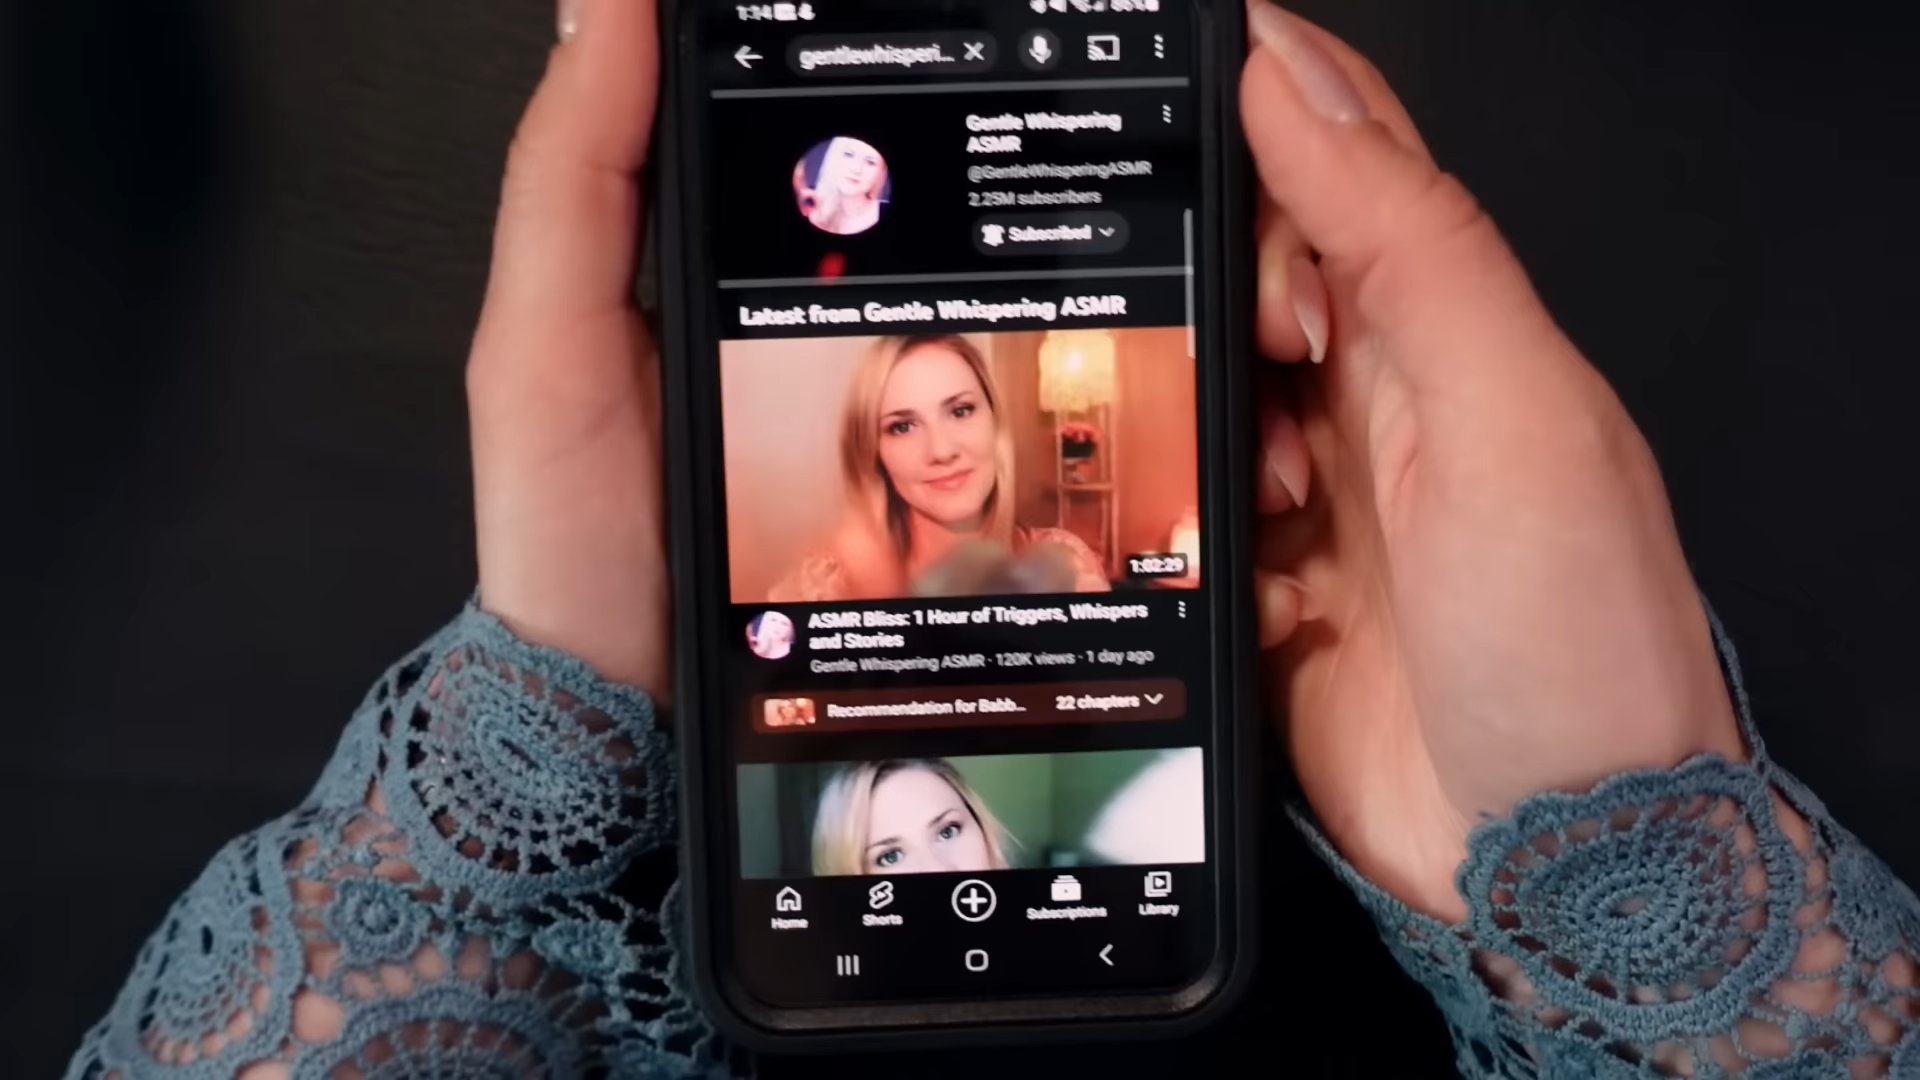 1:14
gentlewhisperi...
Gentle Whispering
ASMR
@GentleWhisperingASMR
2.25M subscribers
Subscribed
Latest from Gentle Whispering ASMR
1:02:29
ASMR Bliss: 1 Hour of Triggers, Whispers
and Stories
Gentle Whispering ASMR · 120K views · 1 day ago
Recommendation for Babb... 22 chapters
Home Shorts Subscriptions Library